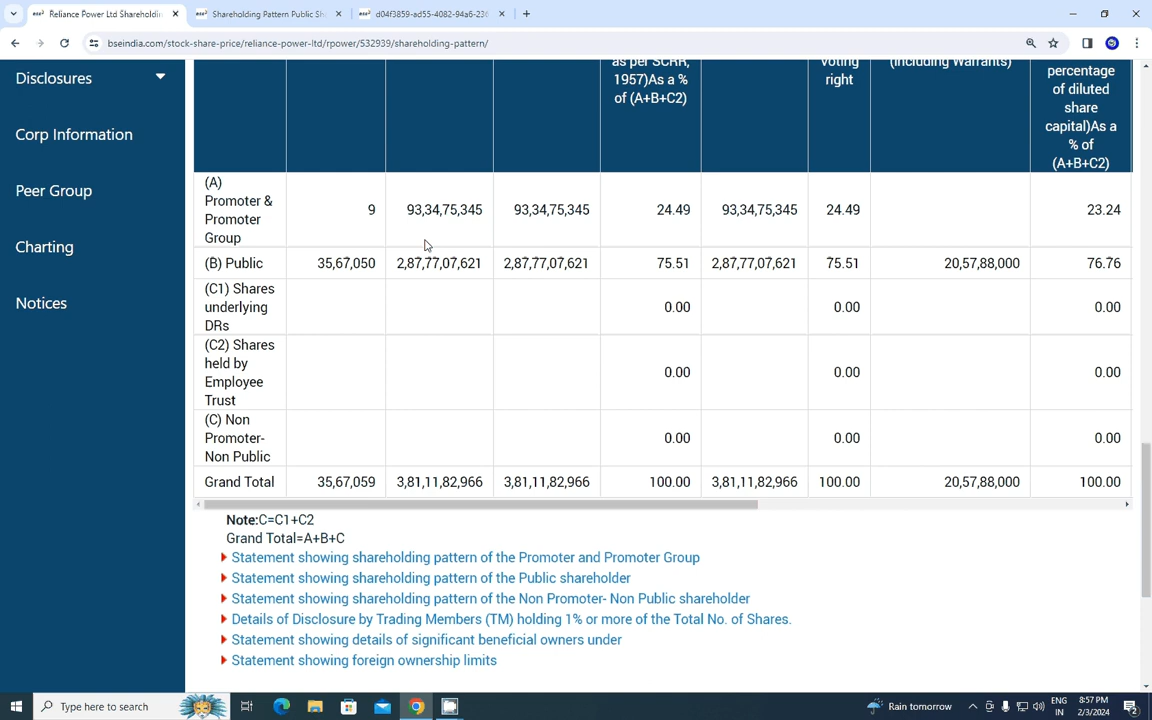 Reliance Power Ltd Shareholdin
Shareholding Pattern Public Sh
d04f3859-ad55-4082-94a6-236
bseindia.com/stock-share-price/reliance-power-ltd/rpower/532939/shareholding-pattern/
Disclosures
Corp Information
Peer Group
Charting
Notices
as per SCRR,
1957)As a %
of (A+B+C2)
voting
right
(including Warrants)
percentage
of diluted
share
capital)As a
% of
(A+B+C2)
(A)
Promoter &
Promoter
Group
9 93,34,75,345 93,34,75,345 24.49 93,34,75,345 24.49 23.24
(B) Public 35,67,050 2,87,77,07,621 2,87,77,07,621 75.51 2,87,77,07,621 75.51 20,57,88,000 76.76
(C1) Shares
underlying
DRs
0.00 0.00 0.00
(C2) Shares
held by
Employee
Trust
0.00 0.00 0.00
(C) Non
Promoter-
Non Public
0.00 0.00 0.00
Grand Total 35,67,059 3,81,11,82,966 3,81,11,82,966 100.00 3,81,11,82,966 100.00 20,57,88,000 100.00
Note:C=C1+C2
Grand Total=A+B+C
Statement showing shareholding pattern of the Promoter and Promoter Group
Statement showing shareholding pattern of the Public shareholder
Statement showing shareholding pattern of the Non Promoter- Non Public shareholder
Details of Disclosure by Trading Members (TM) holding 1% or more of the Total No. of Shares.
Statement showing details of significant beneficial owners under
Statement showing foreign ownership limits
Type here to search
Rain tomorrow
ENG
IN
8:57 PM
2/3/2024
2